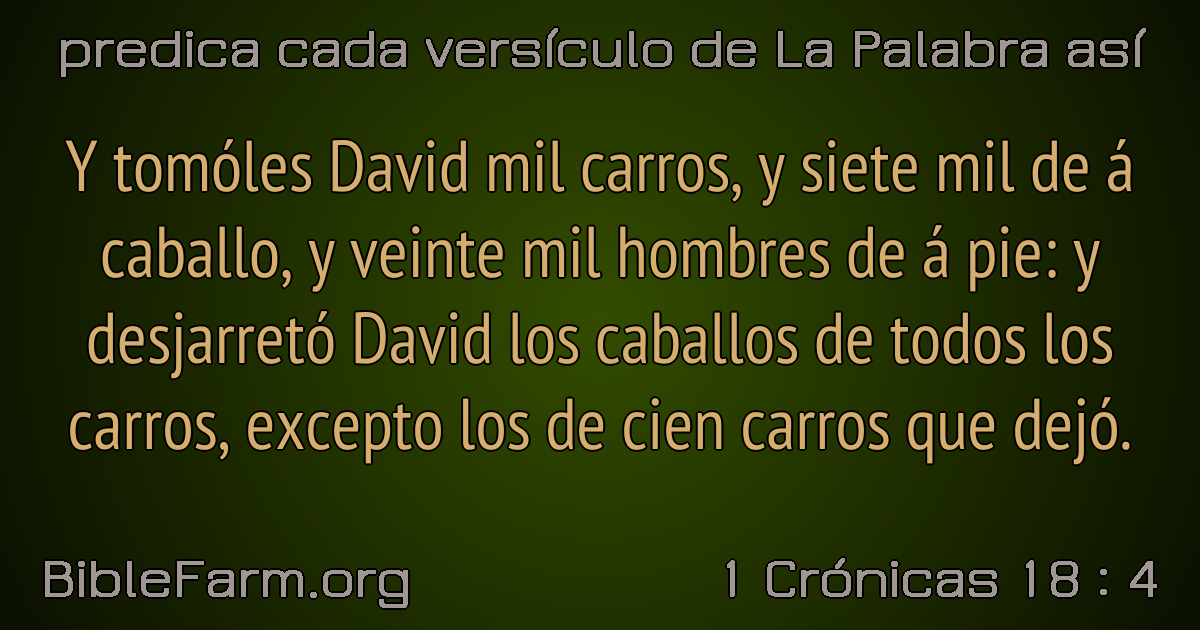 predica cada versículo de La Palabra así
Y tomóles David mil carros, y siete mil de á
caballo, y veinte mil hombres de á pie: y
desjarretó David los caballos de todos los
carros, excepto los de cien carros que dejó.
BibleFarm.org
1 Crónicas 18 : 4